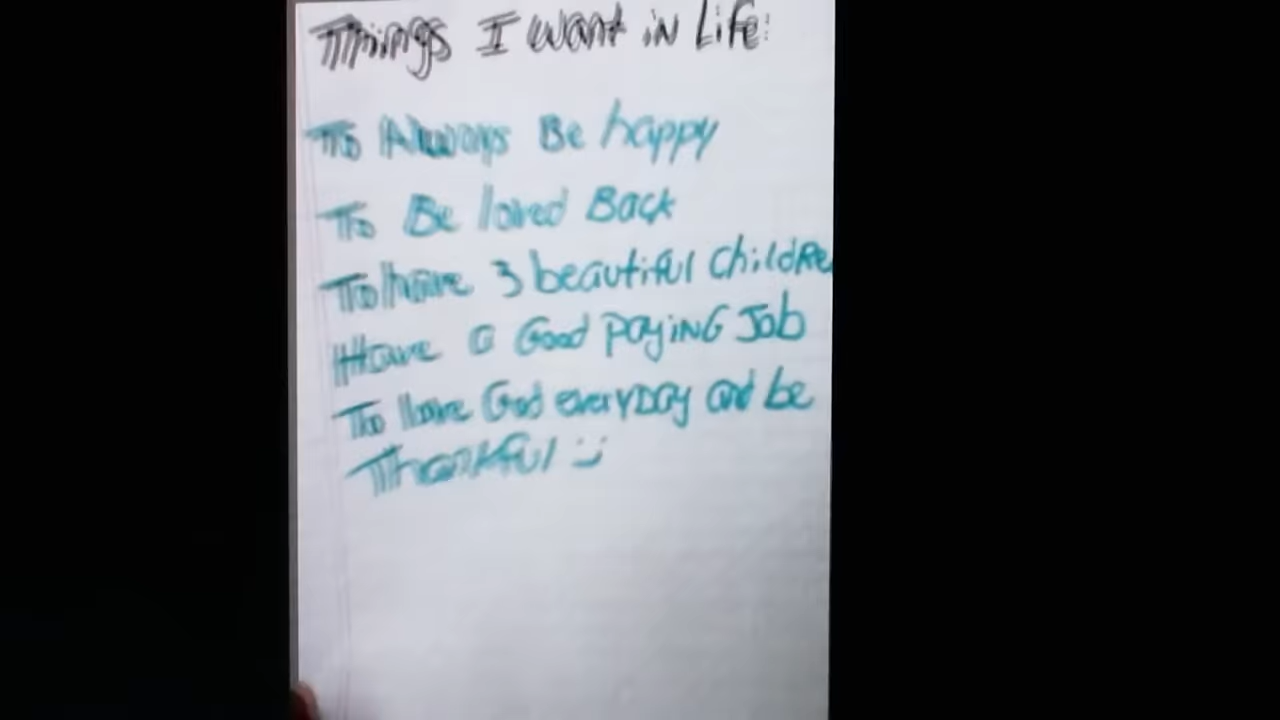 Things I want in Life:
To Always Be happy
To Be loved Back
To have 3 beautiful childRe
Have a Good paying Job
To love God everyDay and be
Thankful :)